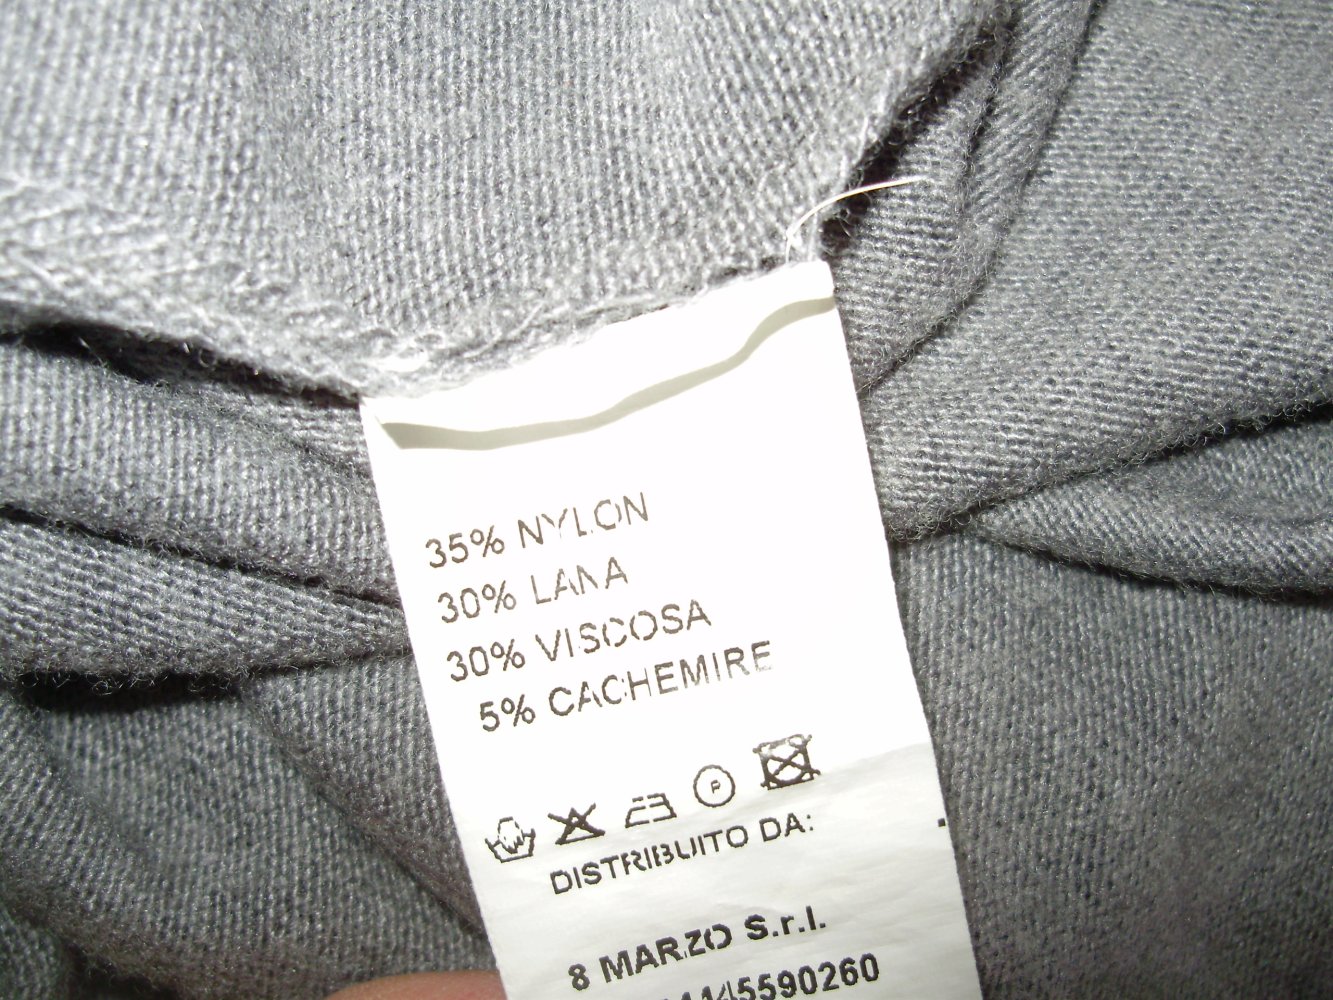 35% NYLON
30% LANA
30% VISCOSA
5% CACHEMIRE
P
DISTRIBUITO DA:
8 MARZO S.r.l.